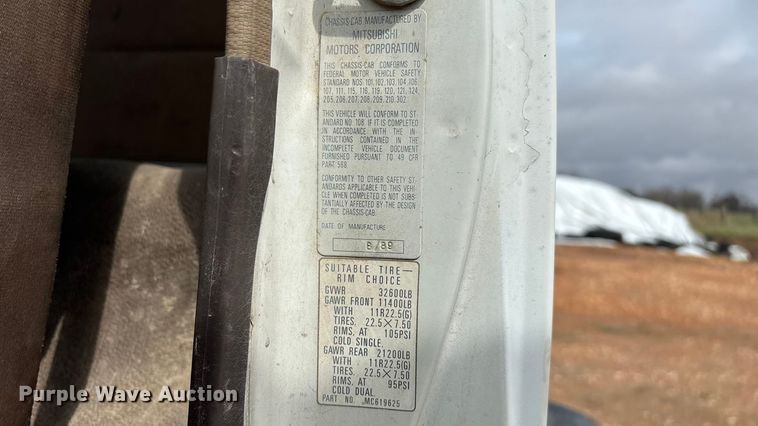 CHASSIS-CAB MANUFACTURED BY
MITSUBISHI
MOTORS CORPORATION
THIS CHASSIS-CAB CONFORMS TO
FEDERAL MOTOR VEHICLE SAFETY
STANDARD NOS. 101, 102, 103, 104, 106,
107, 111, 115, 116, 119, 120, 121, 124,
205, 206, 207, 208, 209, 210, 302.
THIS VEHICLE WILL CONFORM TO ST-
ANDARD NO. 108 IF IT IS COMPLETED
IN ACCORDANCE WITH THE IN-
STRUCTIONS CONTAINED IN THE
INCOMPLETE VEHICLE DOCUMENT
FURNISHED PURSUANT TO 49 CFR
PART 568.
CONFORMITY TO OTHER SAFETY ST-
ANDARDS APPLICABLE TO THIS VEHI-
CLE WHEN COMPLETED IS NOT SUBS-
TANTIALLY AFFECTED BY THE DESIGN
OF THE CHASSIS-CAB.
DATE OF MANUFACTURE
8/89
SUITABLE TIRE—
RIM CHOICE
GVWR 32600LB
GAWR FRONT 11400LB
WITH 11R22.5(G)
TIRES, 22.5×7.50
RIMS, AT 105PSI
COLD SINGLE.
GAWR REAR 21200LB
WITH 11R22.5(G)
TIRES, 22.5×7.50
RIMS, AT 95PSI
COLD DUAL.
PART NO. MC619625
Purple Wave Auction